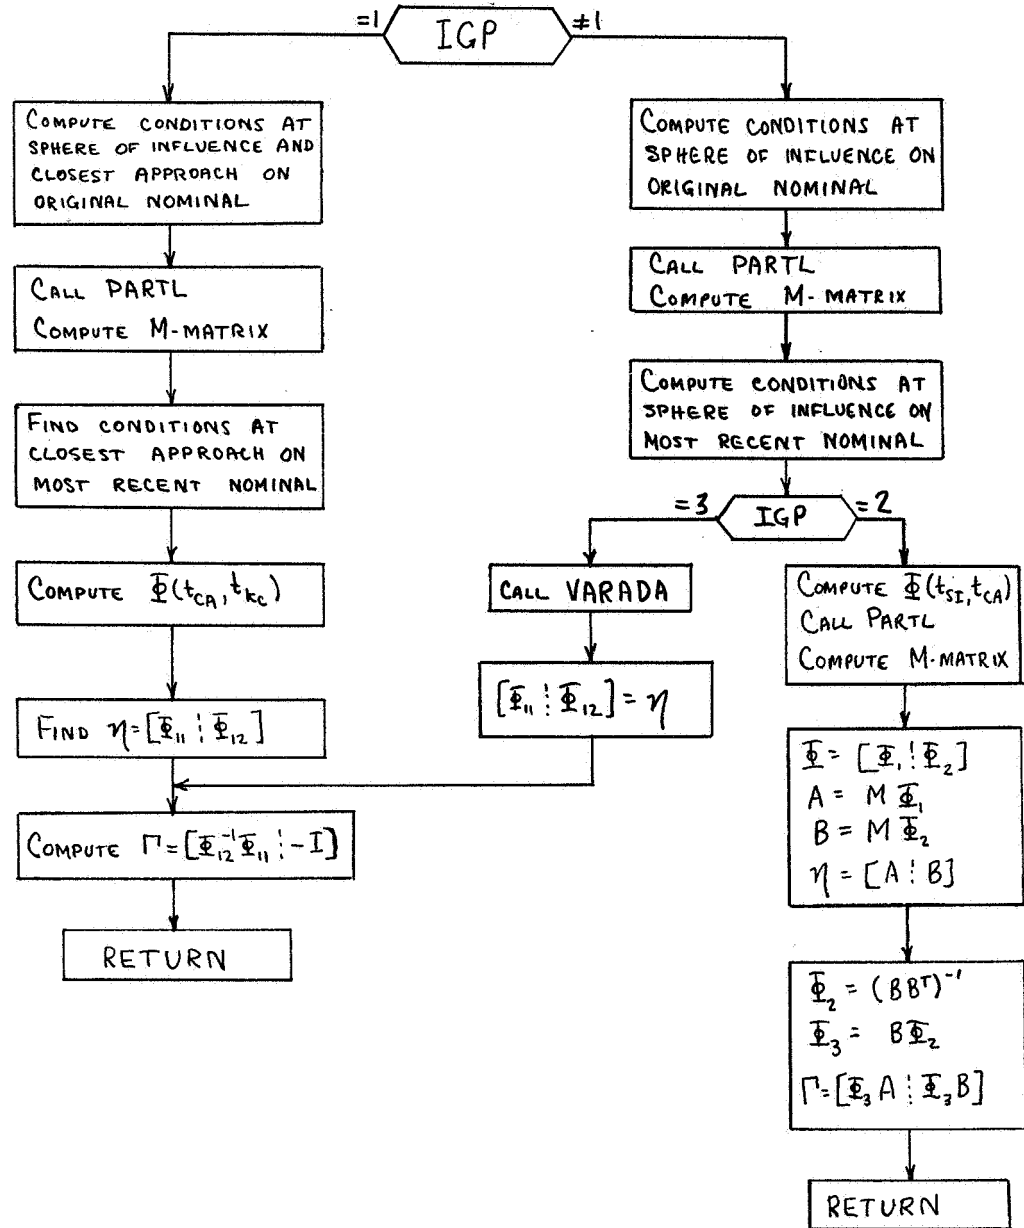 =1
IGP
≠1
COMPUTE CONDITIONS AT
SPHERE OF INFLUENCE AND
CLOSEST APPROACH ON
ORIGINAL NOMINAL
CALL PARTL
COMPUTE M-MATRIX
FIND CONDITIONS AT
CLOSEST APPROACH ON
MOST RECENT NOMINAL
COMPUTE Φ(t_CA, t_KC)
FIND η = [Φ₁₁ ⋮ Φ₁₂]
COMPUTE Γ = [Φ₁₂⁻¹Φ₁₁ ⋮ -I]
RETURN
COMPUTE CONDITIONS AT
SPHERE OF INFLUENCE ON
ORIGINAL NOMINAL
CALL PARTL
COMPUTE M-MATRIX
COMPUTE CONDITIONS AT
SPHERE OF INFLUENCE ON
MOST RECENT NOMINAL
=3
IGP
=2
CALL VARADA
[Φ₁₁ ⋮ Φ₁₂] = η
COMPUTE Φ(t_SI, t_CA)
CALL PARTL
COMPUTE M-MATRIX
Φ = [Φ₁ ⋮ Φ₂]
A = M Φ₁
B = M Φ₂
η = [A ⋮ B]
Φ₂ = (BBᵀ)⁻¹
Φ₃ = BΦ₂
Γ = [Φ₃A ⋮ Φ₃B]
RETURN